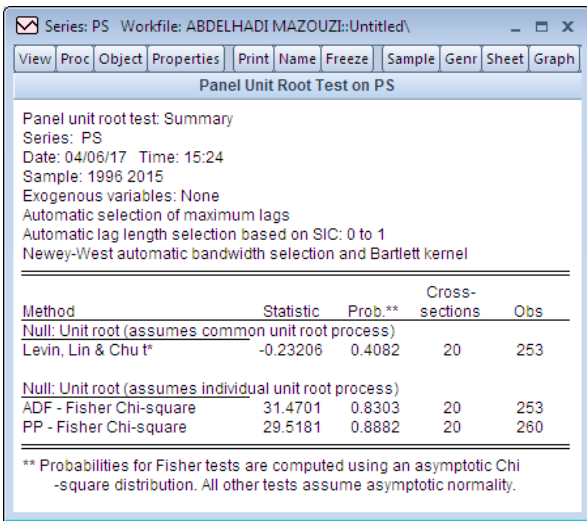 Series: PS Workfile: ABDELHADI MAZOUZI::Untitled\
View Proc Object Properties Print Name Freeze Sample Genr Sheet Graph
Panel Unit Root Test on PS
Panel unit root test: Summary
Series: PS
Date: 04/06/17 Time: 15:24
Sample: 1996 2015
Exogenous variables: None
Automatic selection of maximum lags
Automatic lag length selection based on SIC: 0 to 1
Newey-West automatic bandwidth selection and Bartlett kernel
Cross-
Method Statistic Prob.** sections Obs
Null: Unit root (assumes common unit root process)
Levin, Lin & Chu t* -0.23206 0.4082 20 253
Null: Unit root (assumes individual unit root process)
ADF - Fisher Chi-square 31.4701 0.8303 20 253
PP - Fisher Chi-square 29.5181 0.8882 20 260
** Probabilities for Fisher tests are computed using an asymptotic Chi
-square distribution. All other tests assume asymptotic normality.